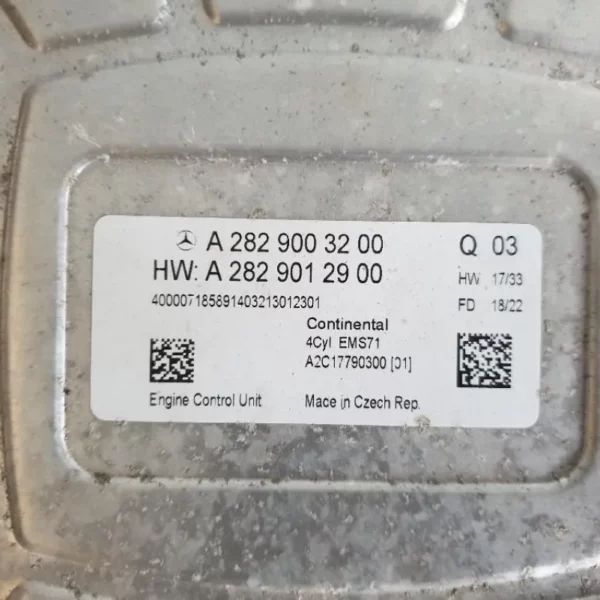 A 282 900 32 00 Q 03
HW: A 282 901 29 00 HW 17/33
400007185891403213012301 FD 18/22
Continental
4Cyl EMS71
A2C17790300 [01]
Engine Control Unit Mace in Czech Rep.